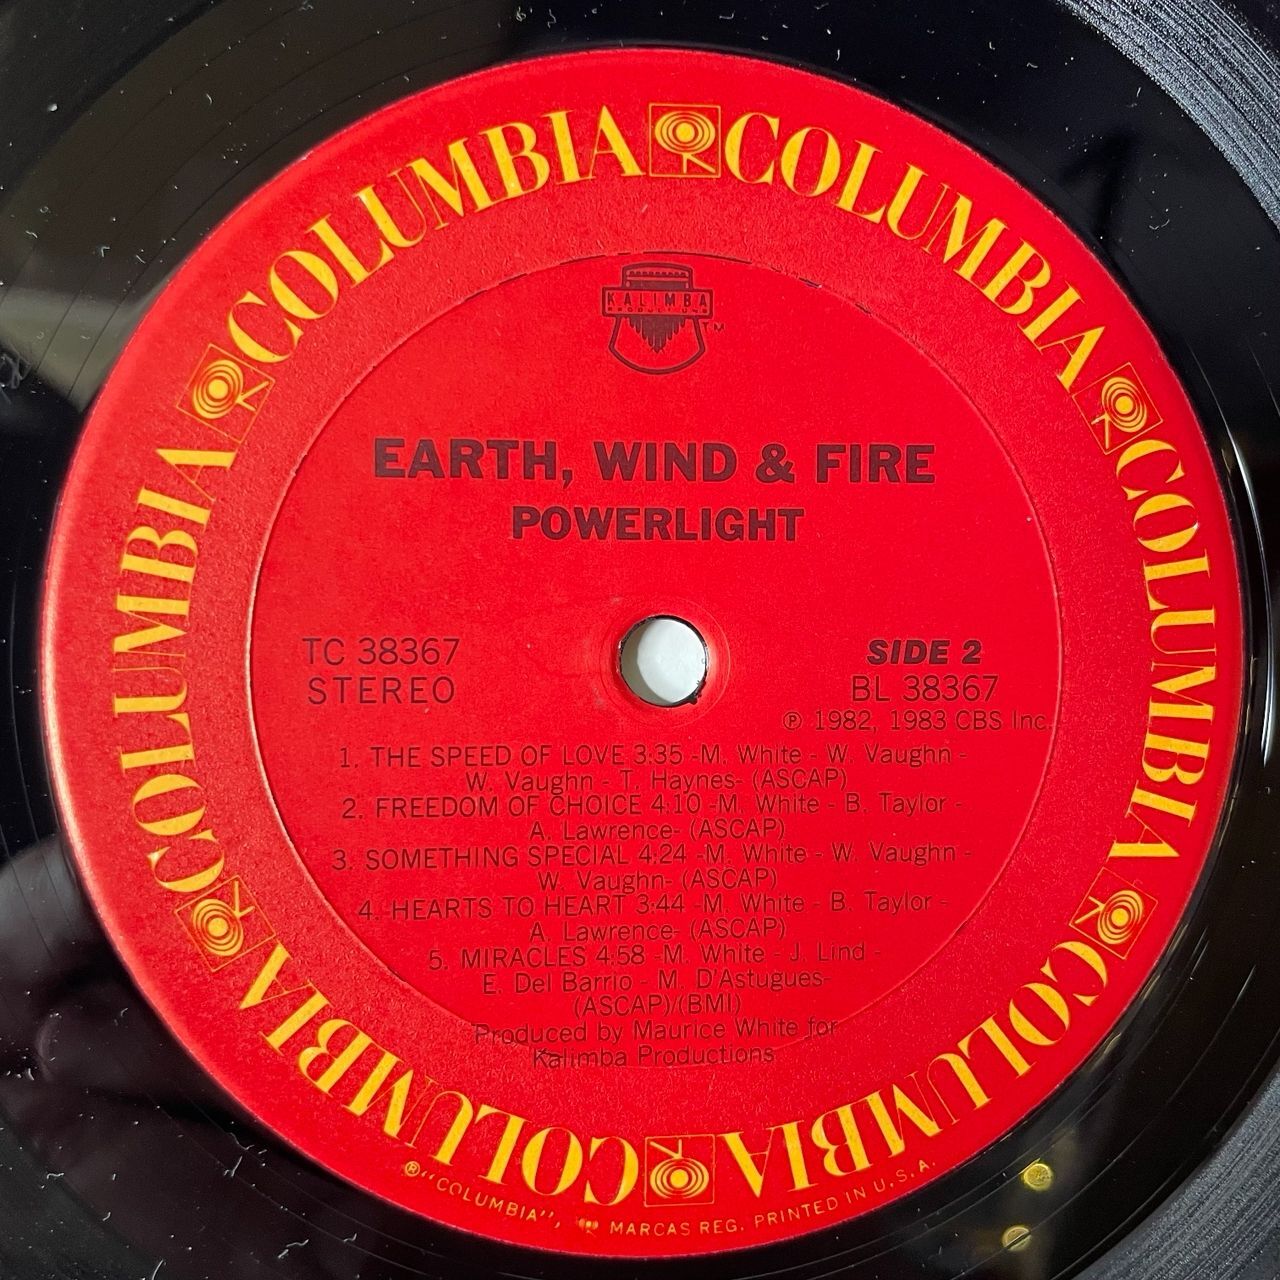 COLUMBIA COLUMBIA COLUMBIA COLUMBIA COLUMBIA COLUMBIA
KALIMBA
PRODUCTIONS
TM
EARTH, WIND & FIRE
POWERLIGHT
TC 38367
STEREO
SIDE 2
BL 38367
℗ 1982, 1983 CBS Inc.
1. THE SPEED OF LOVE 3:35 -M. White - W. Vaughn -
W. Vaughn - T. Haynes- (ASCAP)
2. FREEDOM OF CHOICE 4:10 -M. White - B. Taylor -
A. Lawrence- (ASCAP)
3. SOMETHING SPECIAL 4:24 -M. White - W. Vaughn -
W. Vaughn- (ASCAP)
4. HEARTS TO HEART 3:44 -M. White - B. Taylor -
A. Lawrence- (ASCAP)
5. MIRACLES 4:58 -M. White - J. Lind -
E. Del Barrio - M. D'Astugues-
(ASCAP)/(BMI)
Produced by Maurice White for
Kalimba Productions
® "COLUMBIA", MARCAS REG. PRINTED IN U.S.A.